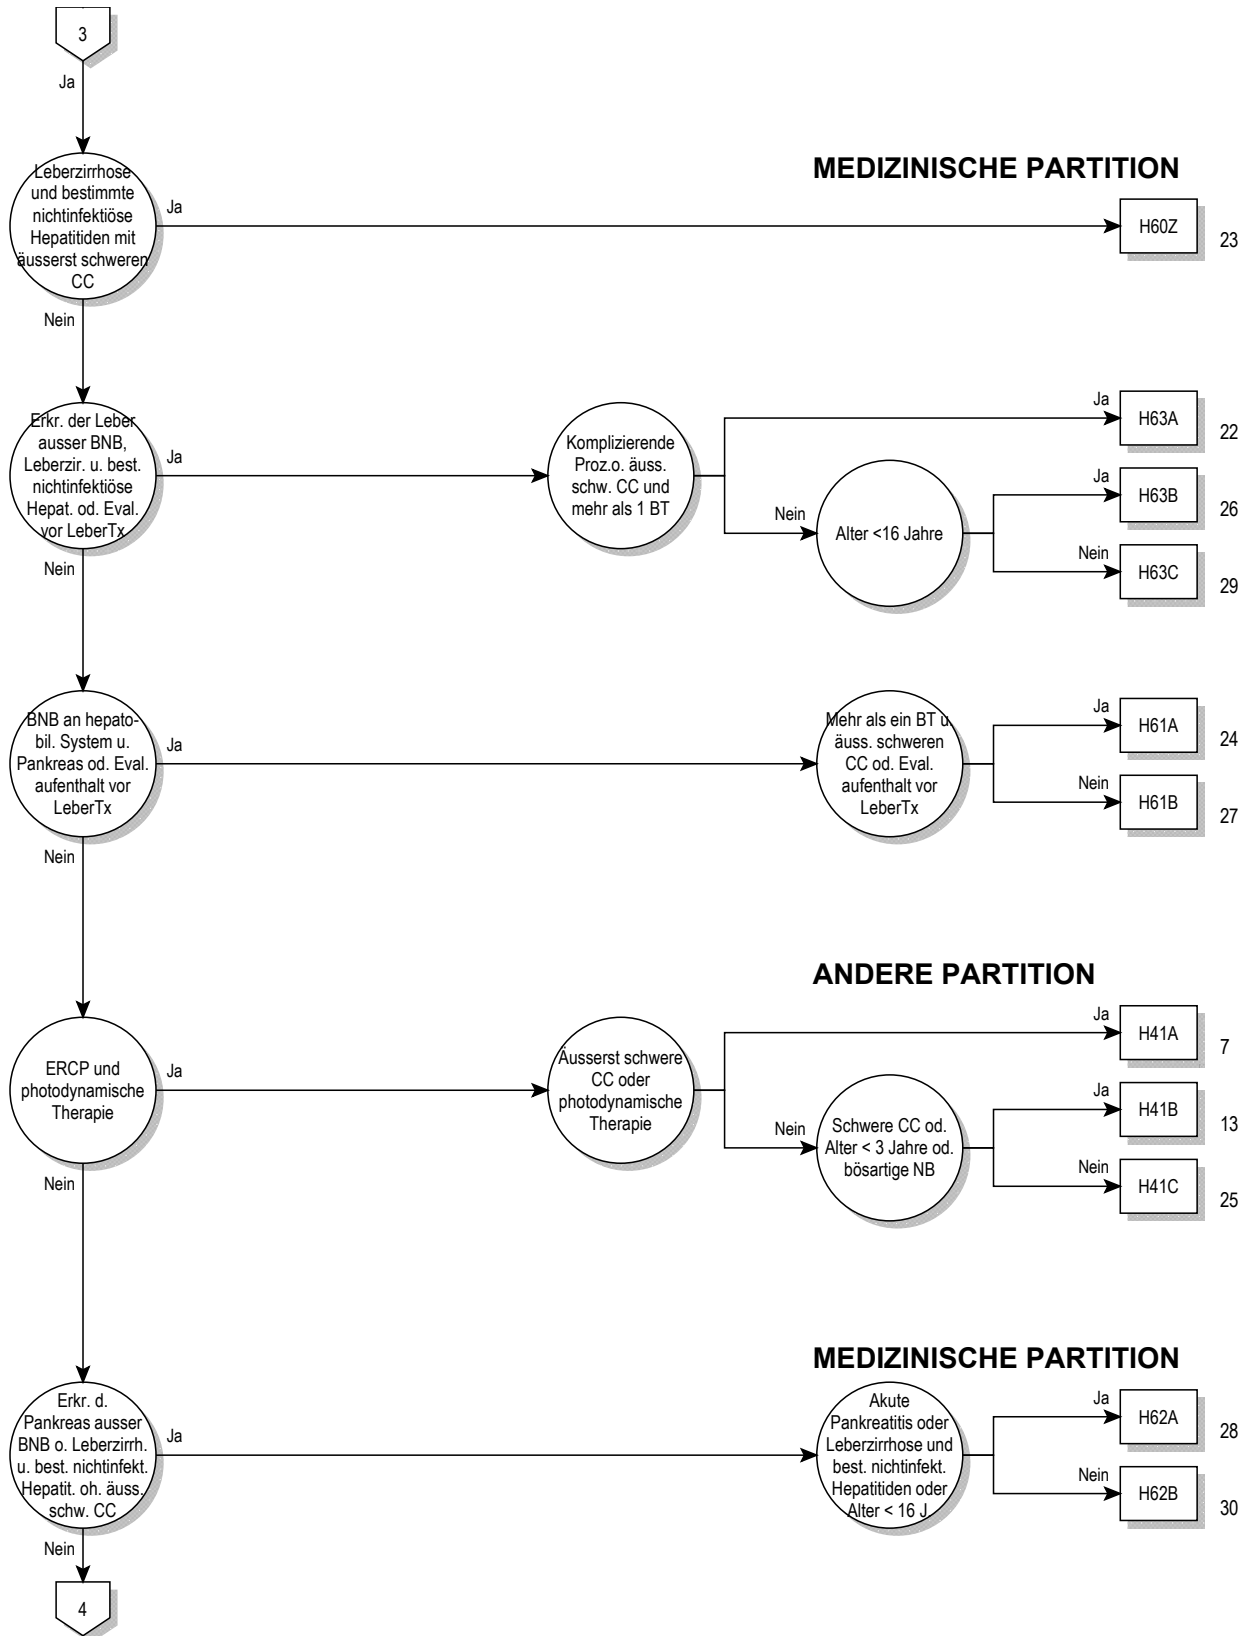 3
Ja
MEDIZINISCHE PARTITION
Leberzirrhose
und bestimmte
nichtinfektiöse
Hepatitiden mit
äusserst schweren
CC
Ja
H60Z
23
Nein
Erkr. der Leber
ausser BNB,
Leberzir. u. best.
nichtinfektiöse
Hepat. od. Eval.
vor LeberTx
Ja
Komplizierende
Proz.o. äuss.
schw. CC und
mehr als 1 BT
Ja
H63A
22
Nein
Alter <16 Jahre
Ja
H63B
26
Nein
H63C
29
Nein
BNB an hepato-
bil. System u.
Pankreas od. Eval.
aufenthalt vor
LeberTx
Ja
Mehr als ein BT u.
äuss. schweren
CC od. Eval.
aufenthalt vor
LeberTx
Ja
H61A
24
Nein
H61B
27
Nein
ANDERE PARTITION
ERCP und
photodynamische
Therapie
Ja
Äusserst schwere
CC oder
photodynamische
Therapie
Ja
H41A
7
Nein
Schwere CC od.
Alter < 3 Jahre od.
bösartige NB
Ja
H41B
13
Nein
H41C
25
Nein
MEDIZINISCHE PARTITION
Erkr. d.
Pankreas ausser
BNB o. Leberzirrh.
u. best. nichtinfekt.
Hepatit. oh. äuss.
schw. CC
Ja
Akute
Pankreatitis oder
Leberzirrhose und
best. nichtinfekt.
Hepatitiden oder
Alter < 16 J
Ja
H62A
28
Nein
H62B
30
Nein
4